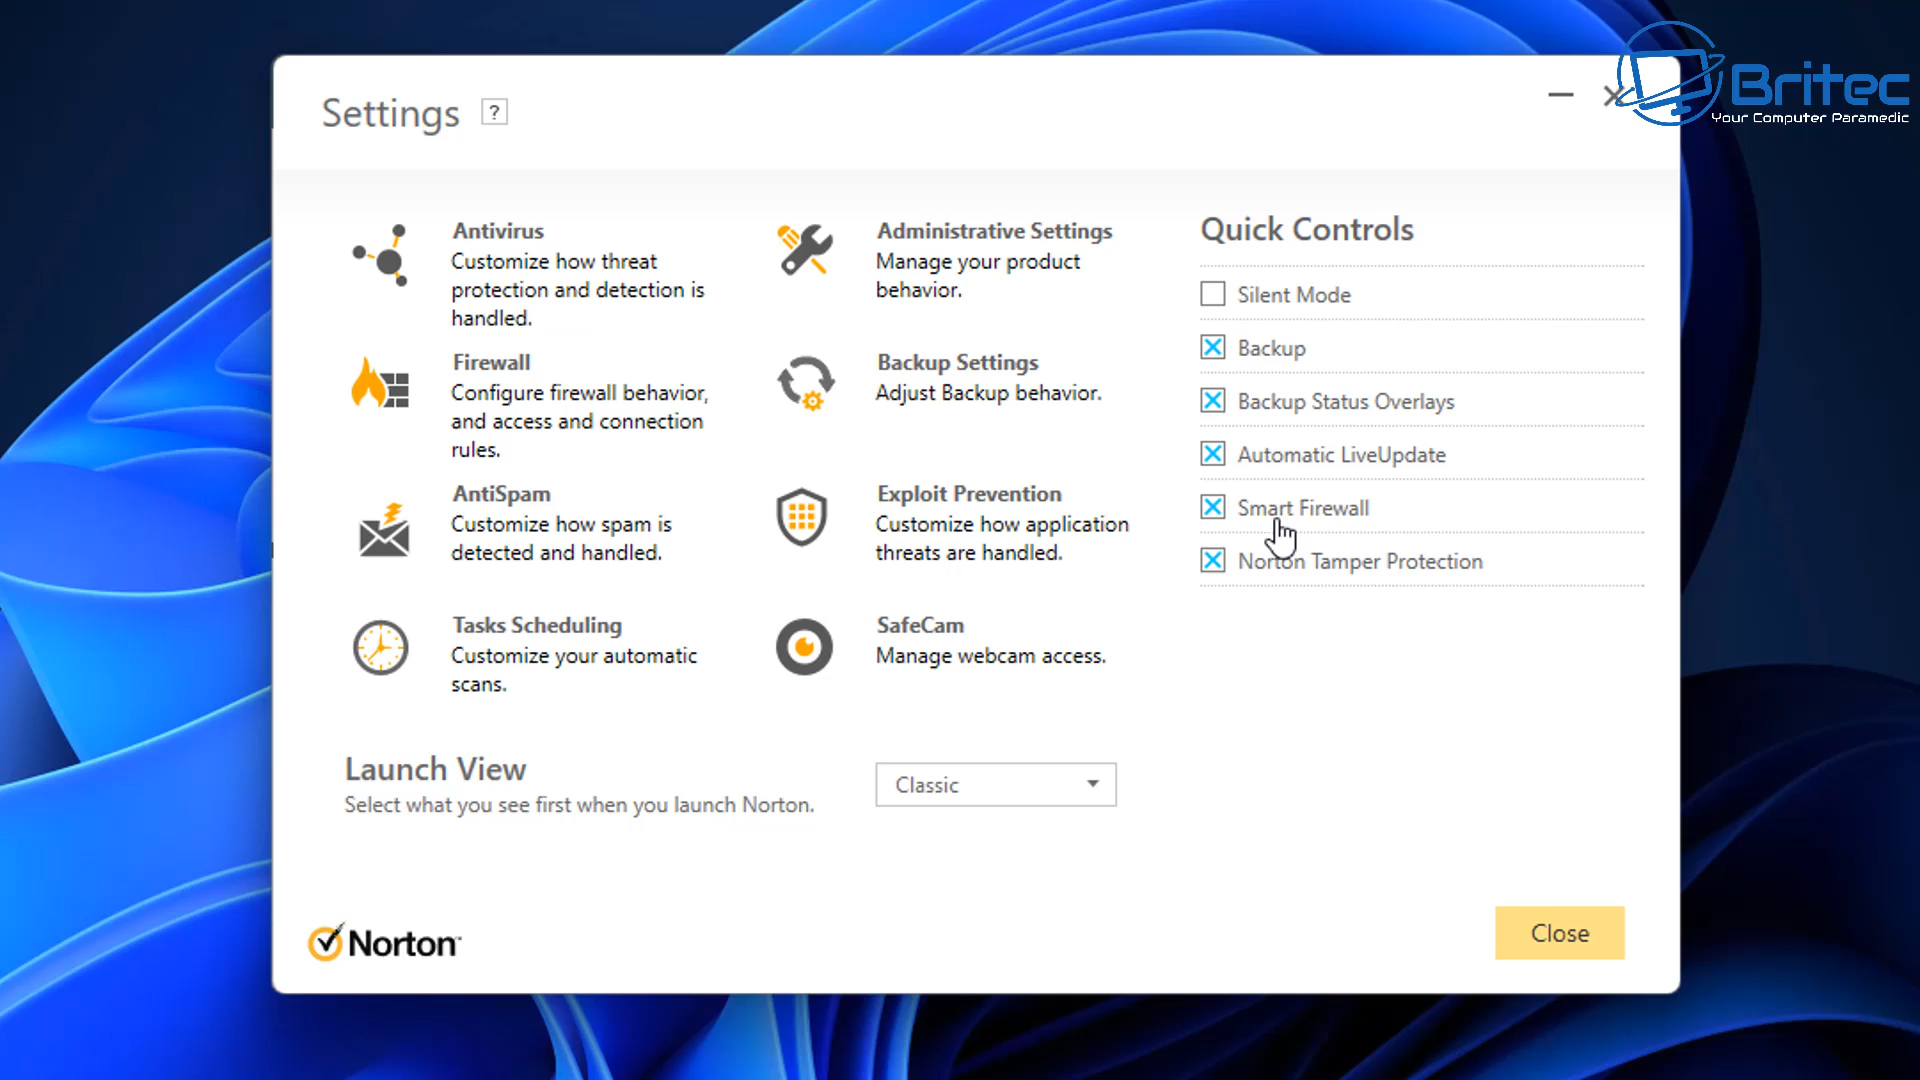 Settings ?
Britec
Your Computer Paramedic
Antivirus
Customize how threat
protection and detection is
handled.
Firewall
Configure firewall behavior,
and access and connection
rules.
AntiSpam
Customize how spam is
detected and handled.
Tasks Scheduling
Customize your automatic
scans.
Administrative Settings
Manage your product
behavior.
Backup Settings
Adjust Backup behavior.
Exploit Prevention
Customize how application
threats are handled.
SafeCam
Manage webcam access.
Quick Controls
Silent Mode
Backup
Backup Status Overlays
Automatic LiveUpdate
Smart Firewall
Norton Tamper Protection
Launch View
Select what you see first when you launch Norton.
Classic
Norton
Close